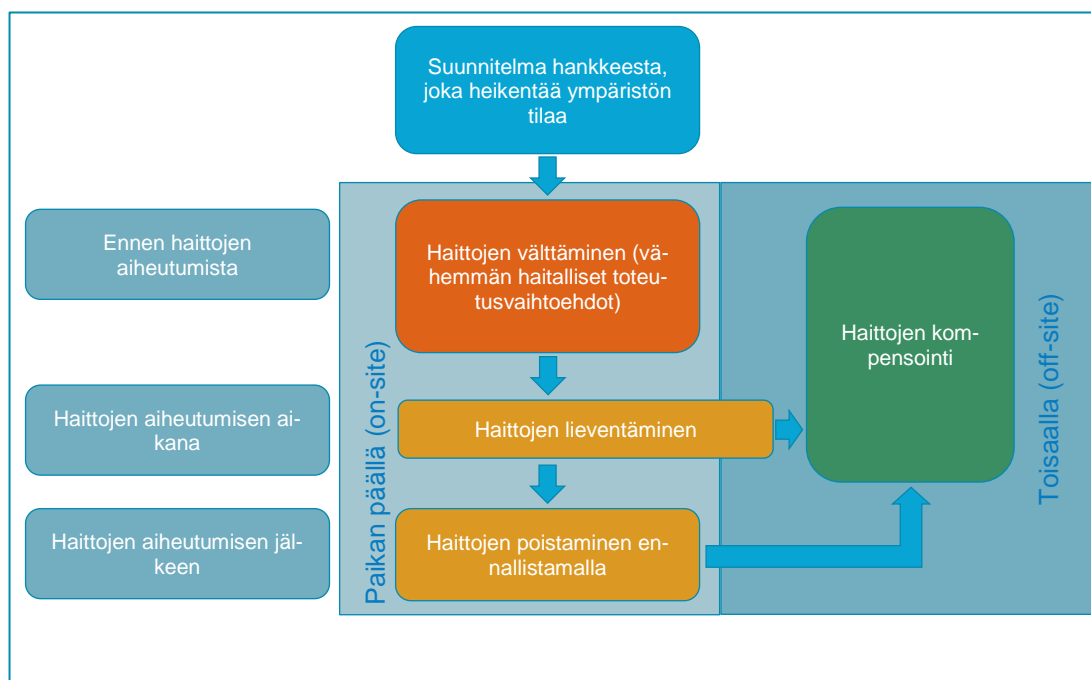 Suunnitelma hankkeesta,
joka heikentää ympäristön
tilaa
Ennen haittojen
aiheutumista
Haittojen välttäminen (vä-
hemmän haitalliset toteu-
tusvaihtoehdot)
Haittojen kom-
pensointi
Haittojen aiheutumisen ai-
kana
Haittojen lieventäminen
Haittojen aiheutumisen jäl-
keen
Haittojen poistaminen en-
nallistamalla
Paikan päällä (on-site)
Toisaalla (off-site)